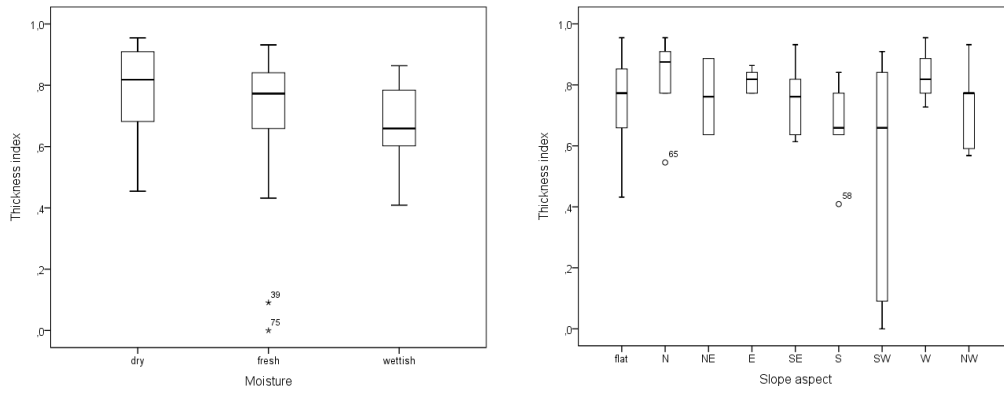 Thickness index
1,0
,8
,6
,4
,2
,0
39
75
dry fresh wettish
Moisture
Thickness index
1,0
,8
,6
,4
,2
,0
65
58
flat N NE E SE S SW W NW
Slope aspect